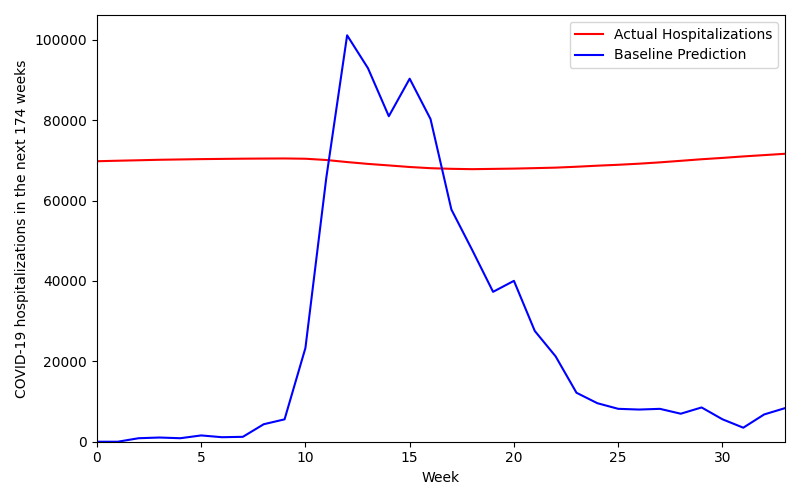 COVID-19 hospitalizations in the next 174 weeks
100000
80000
60000
40000
20000
0
Actual Hospitalizations
Baseline Prediction
0 5 10 15 20 25 30
Week